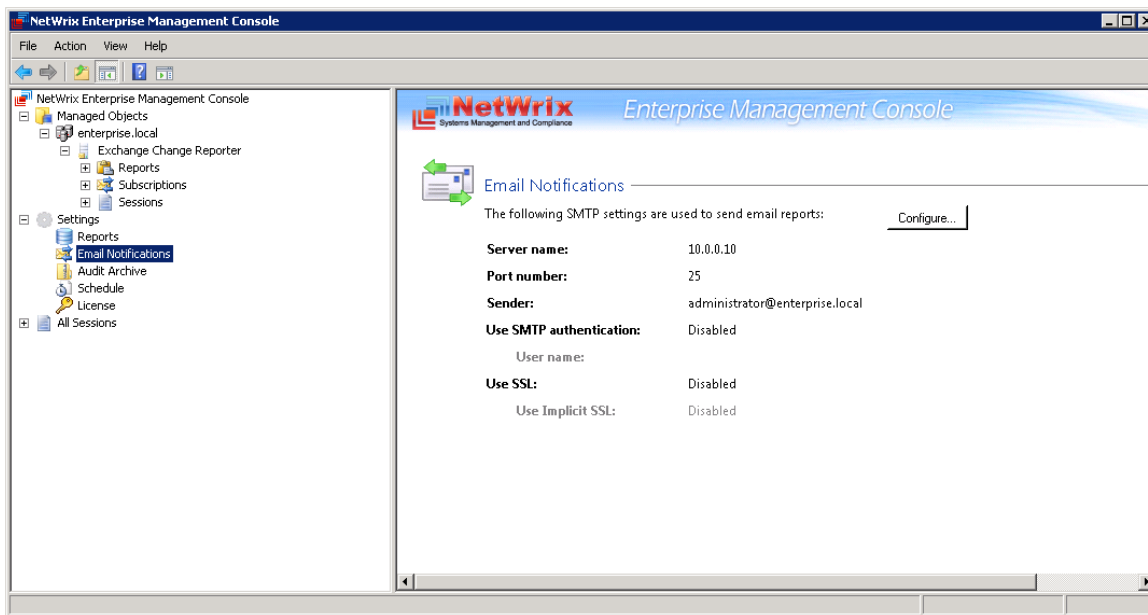 NetWrix Enterprise Management Console
File Action View Help
NetWrix Enterprise Management Console
Managed Objects
enterprise.local
Exchange Change Reporter
Reports
Subscriptions
Sessions
Settings
Reports
Email Notifications
Audit Archive
Schedule
License
All Sessions
NetWrix Enterprise Management Console
Systems Management and Compliance
Email Notifications
The following SMTP settings are used to send email reports: Configure...
Server name: 10.0.0.10
Port number: 25
Sender: administrator@enterprise.local
Use SMTP authentication: Disabled
User name:
Use SSL: Disabled
Use Implicit SSL: Disabled